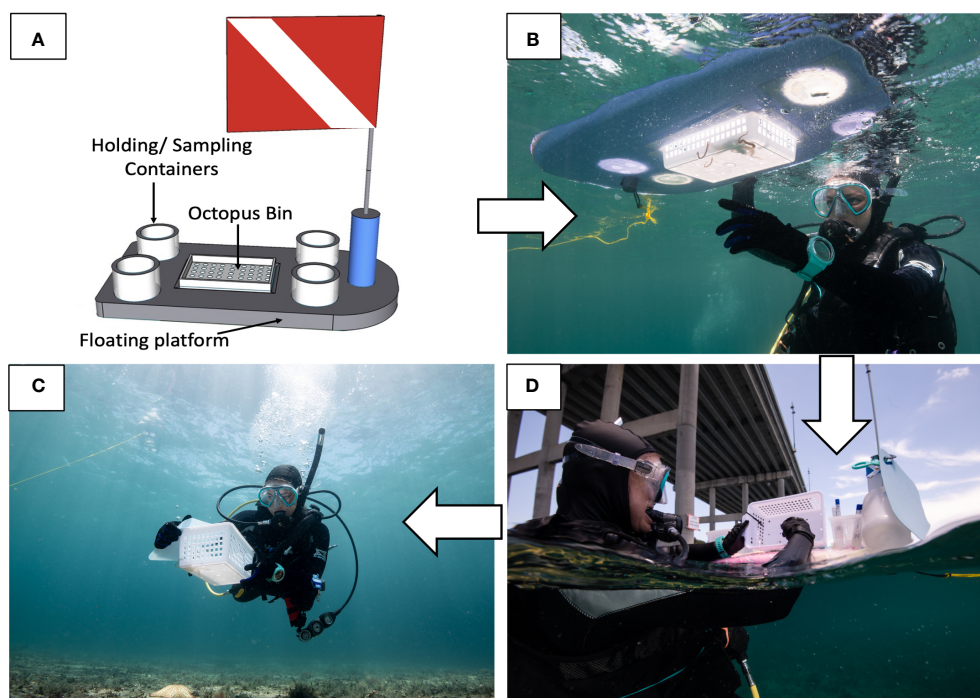 A
B
Holding/ Sampling
Containers
Octopus Bin
Floating platform
C
D